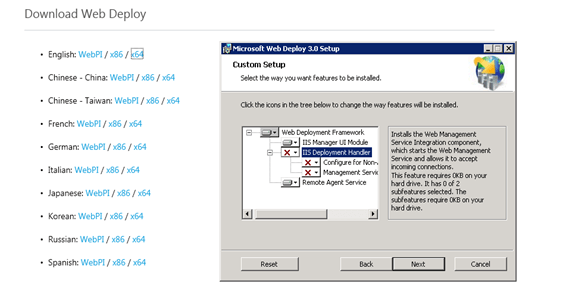 Download Web Deploy
• English: WebPI / x86 / x64
• Chinese - China: WebPI / x86 / x64
• Chinese - Taiwan: WebPI / x86 / x64
• French: WebPI / x86 / x64
• German: WebPI / x86 / x64
• Italian: WebPI / x86 / x64
• Japanese: WebPI / x86 / x64
• Korean: WebPI / x86 / x64
• Russian: WebPI / x86 / x64
• Spanish: WebPI / x86 / x64
Microsoft Web Deploy 3.0 Setup
Custom Setup
Select the way you want features to be installed.
Click the icons in the tree below to change the way features will be installed.
Web Deployment Framework
IIS Manager UI Module
IIS Deployment Handler
Configure for Non-
Management Servic
Remote Agent Service
Installs the Web Management
Service Integration component,
which starts the Web Management
Service and allows it to accept
incoming connections.
This feature requires 0KB on your
hard drive. It has 0 of 2
subfeatures selected. The
subfeatures require 0KB on your
hard drive.
Reset
Back
Next
Cancel